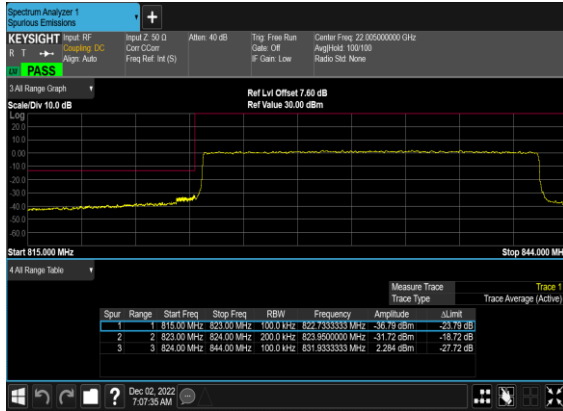 Spectrum Analyzer 1
Spurious Emissions
KEYSIGHT Input: RF Input Z: 50 Ω Atten: 40 dB Trig: Free Run Center Freq: 22.005000000 GHz
R T Coupling: DC Corr CCorr Gate: Off Avg|Hold: 100/100
Align: Auto Freq Ref: Int (S) IF Gain: Low Radio Std: None
PASS
3 All Range Graph
Ref Lvl Offset 7.60 dB
Scale/Div 10.0 dB Ref Value 30.00 dBm
Log
20.0
10.0
0.00
-10.0
-20.0
-30.0
-40.0
-50.0
-60.0
Start 815.000 MHz Stop 844.000 MH
4 All Range Table
Measure Trace Trace 1
Trace Type Trace Average (Active)
Spur Range Start Freq Stop Freq RBW Frequency Amplitude ΔLimit
1 1 815.00 MHz 823.00 MHz 100.0 kHz 822.7333333 MHz -36.79 dBm -23.79 dB
2 2 823.00 MHz 824.00 MHz 200.0 kHz 823.9500000 MHz -31.72 dBm -18.72 dB
3 3 824.00 MHz 844.00 MHz 100.0 kHz 831.9333333 MHz 2.284 dBm -27.72 dB
? Dec 02, 2022
7:07:35 AM